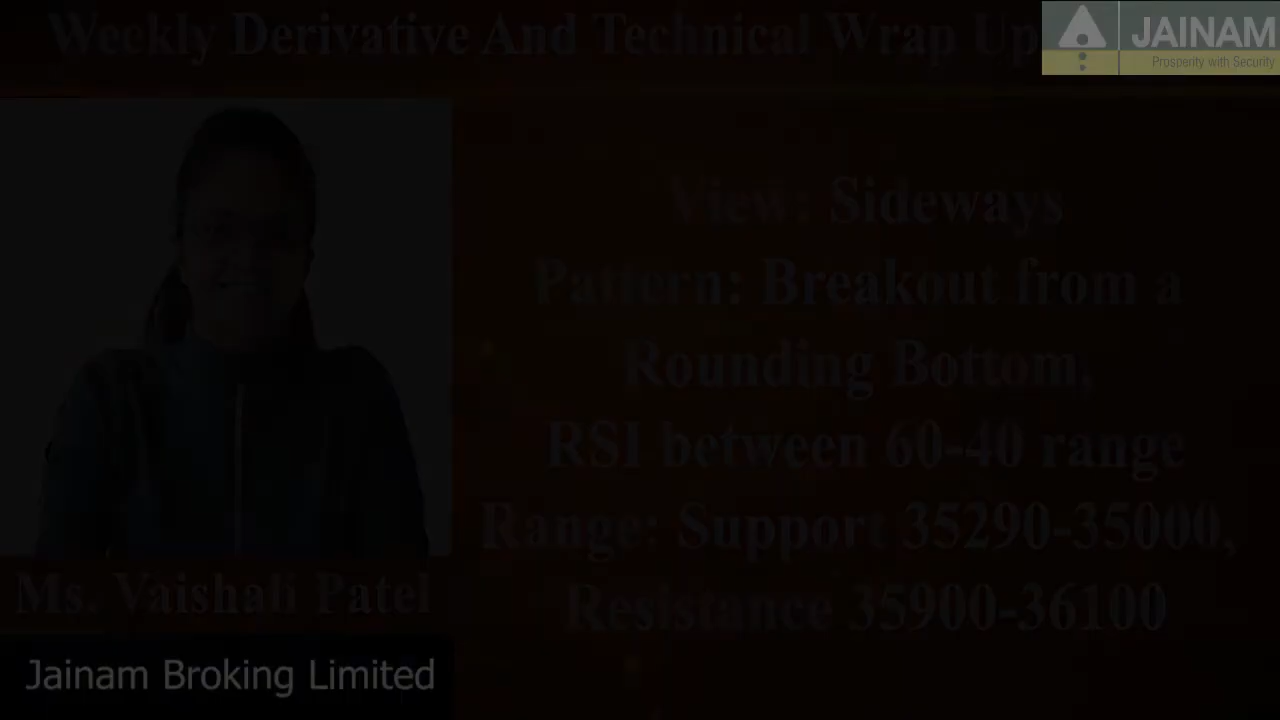 Weekly Derivative And Technical Wrap Up
JAINAM
Prosperity with Security
View: Sideways
Pattern: Breakout from a
Rounding Bottom,
RSI between 60-40 range
Range: Support 35290-35000,
Resistance 35900-36100
Ms. Vaishali Patel
Jainam Broking Limited